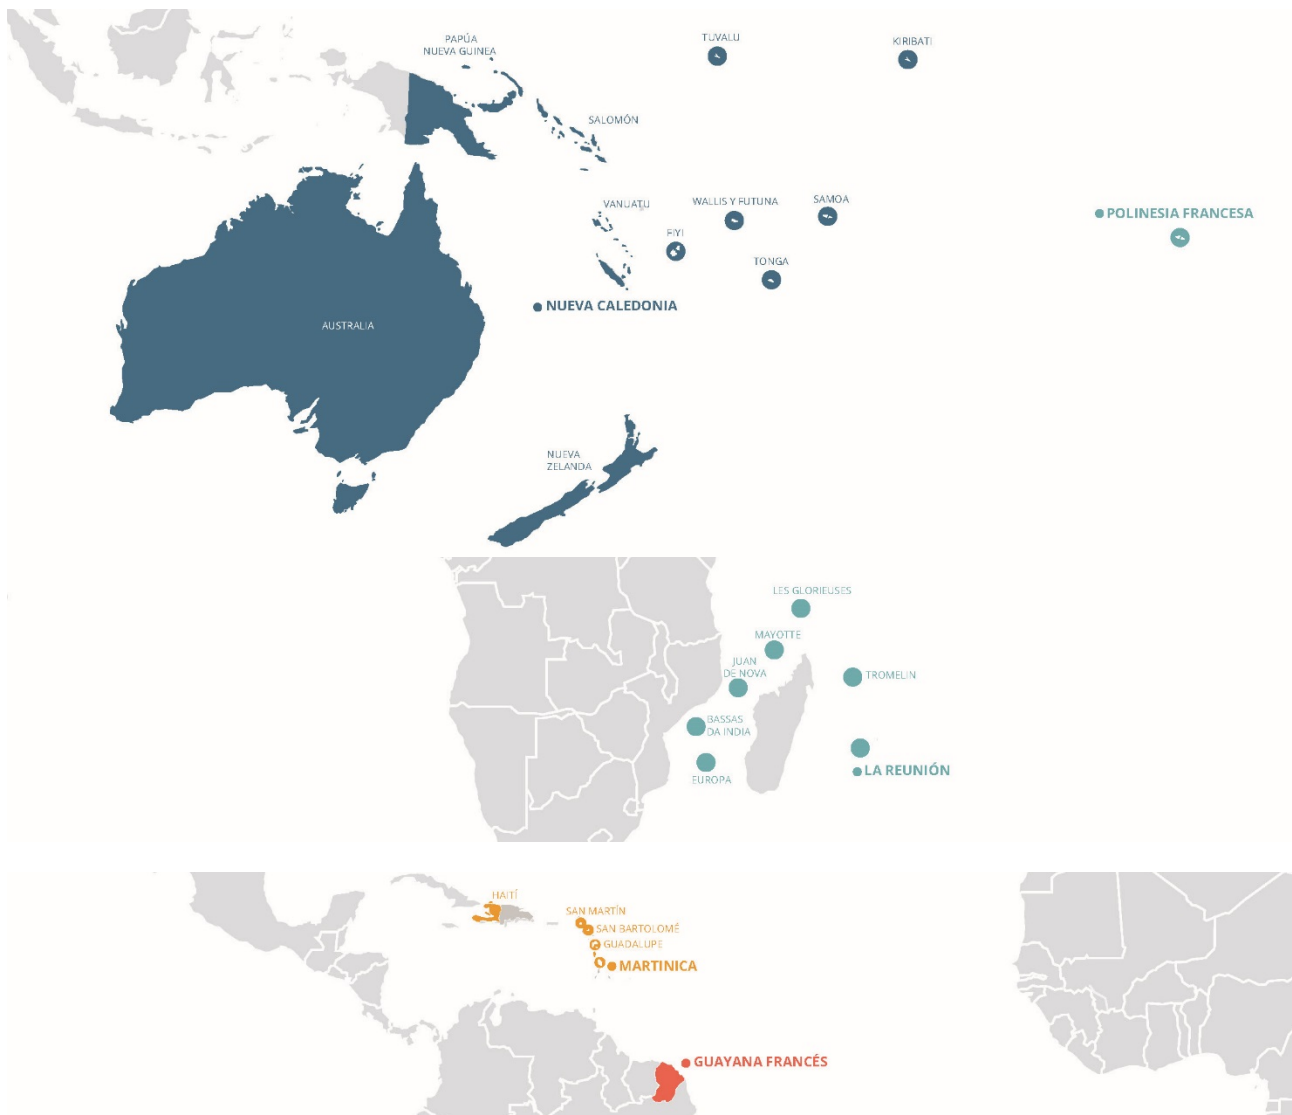 TUVALU
KIRIBATI
PAPÚA
NUEVA GUINEA
SALOMÓN
VANUATU
WALLIS Y FUTUNA
SAMOA
POLINESIA FRANCESA
FIYI
TONGA
NUEVA CALEDONIA
AUSTRALIA
NUEVA
ZELANDA
LES GLORIEUSES
MAYOTTE
JUAN
DE NOVA
TROMELIN
BASSAS
DA INDIA
LA REUNIÓN
EUROPA
HAITÍ
SAN MARTÍN
SAN BARTOLOMÉ
GUADALUPE
MARTINICA
GUAYANA FRANCÉS